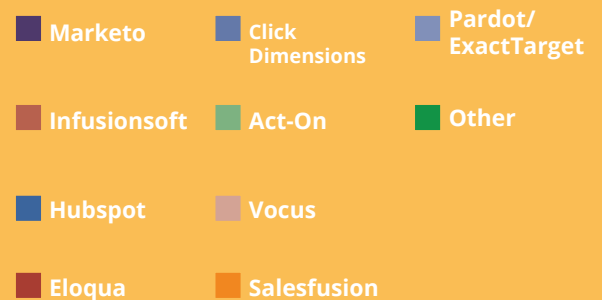 Marketo
Click
Dimensions
Pardot/
ExactTarget
Infusionsoft
Act-On
Other
Hubspot
Vocus
Eloqua
Salesfusion